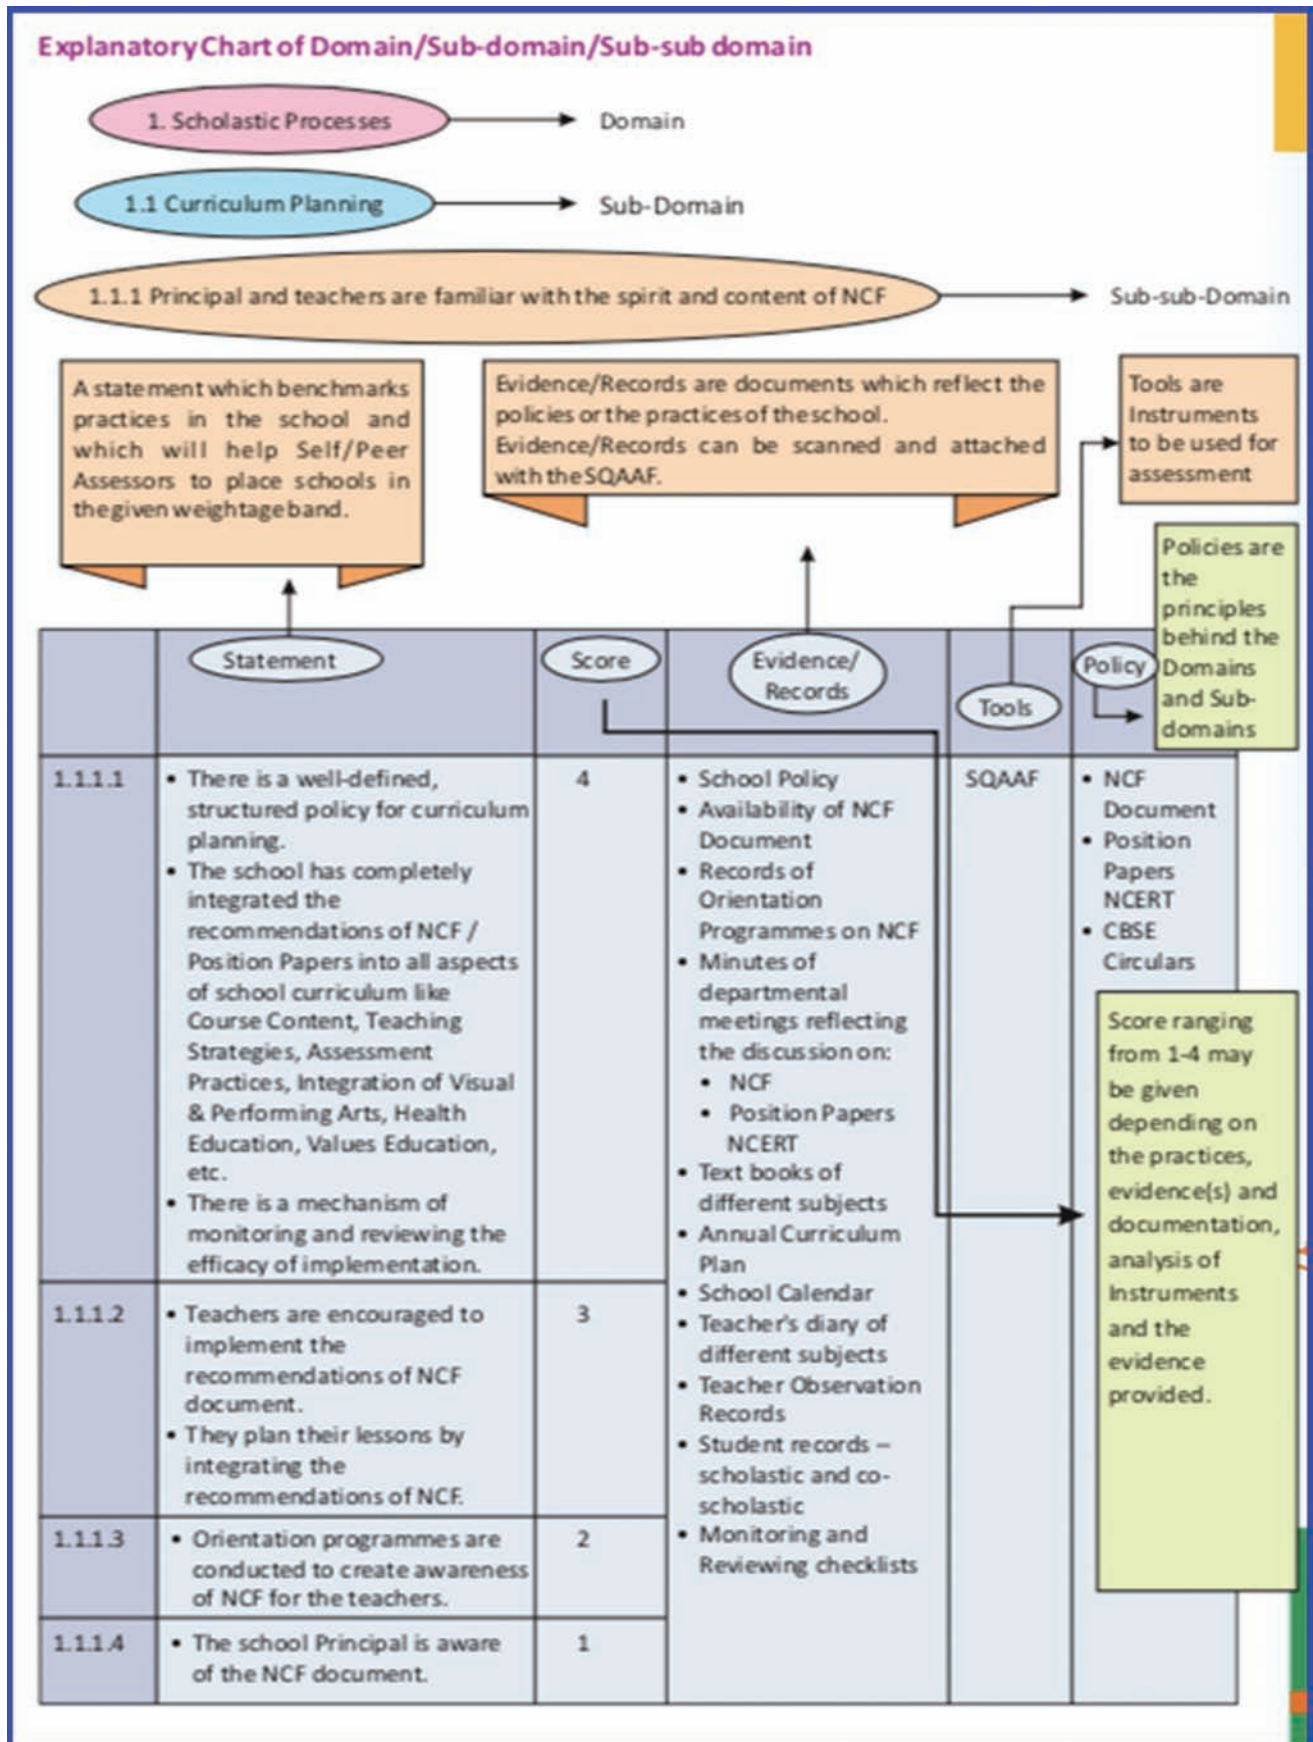 Explanatory Chart of Domain/Sub-domain/Sub-sub domain
1. Scholastic Processes
Domain
1.1 Curriculum Planning
Sub-Domain
1.1.1 Principal and teachers are familiar with the spirit and content of NCF
Sub-sub-Domain
A statement which benchmarks
practices in the school and
which will help Self/Peer
Assessors to place schools in
the given weightage band.
Evidence/Records are documents which reflect the
policies or the practices of the school.
Evidence/Records can be scanned and attached
with the SQAAF.
Tools are
Instruments
to be used for
assessment
Policies are
the
principles
behind the
Domains
and Sub-
domains
Statement
Score
Evidence/
Records
Tools
Policy
1.1.1.1
• There is a well-defined,
structured policy for curriculum
planning.
• The school has completely
integrated the
recommendations of NCF /
Position Papers into all aspects
of school curriculum like
Course Content, Teaching
Strategies, Assessment
Practices, Integration of Visual
& Performing Arts, Health
Education, Values Education,
etc.
• There is a mechanism of
monitoring and reviewing the
efficacy of implementation.
4
• School Policy
• Availability of NCF
Document
• Records of
Orientation
Programmes on NCF
• Minutes of
departmental
meetings reflecting
the discussion on:
• NCF
• Position Papers
NCERT
• Text books of
different subjects
• Annual Curriculum
Plan
• School Calendar
• Teacher's diary of
different subjects
• Teacher Observation
Records
• Student records –
scholastic and co-
scholastic
• Monitoring and
Reviewing checklists
SQAAF
• NCF
Document
• Position
Papers
NCERT
• CBSE
Circulars
Score ranging
from 1-4 may
be given
depending on
the practices,
evidence(s) and
documentation,
analysis of
Instruments
and the
evidence
provided.
1.1.1.2
• Teachers are encouraged to
implement the
recommendations of NCF
document.
• They plan their lessons by
integrating the
recommendations of NCF.
3
1.1.1.3
• Orientation programmes are
conducted to create awareness
of NCF for the teachers.
2
1.1.1.4
• The school Principal is aware
of the NCF document.
1